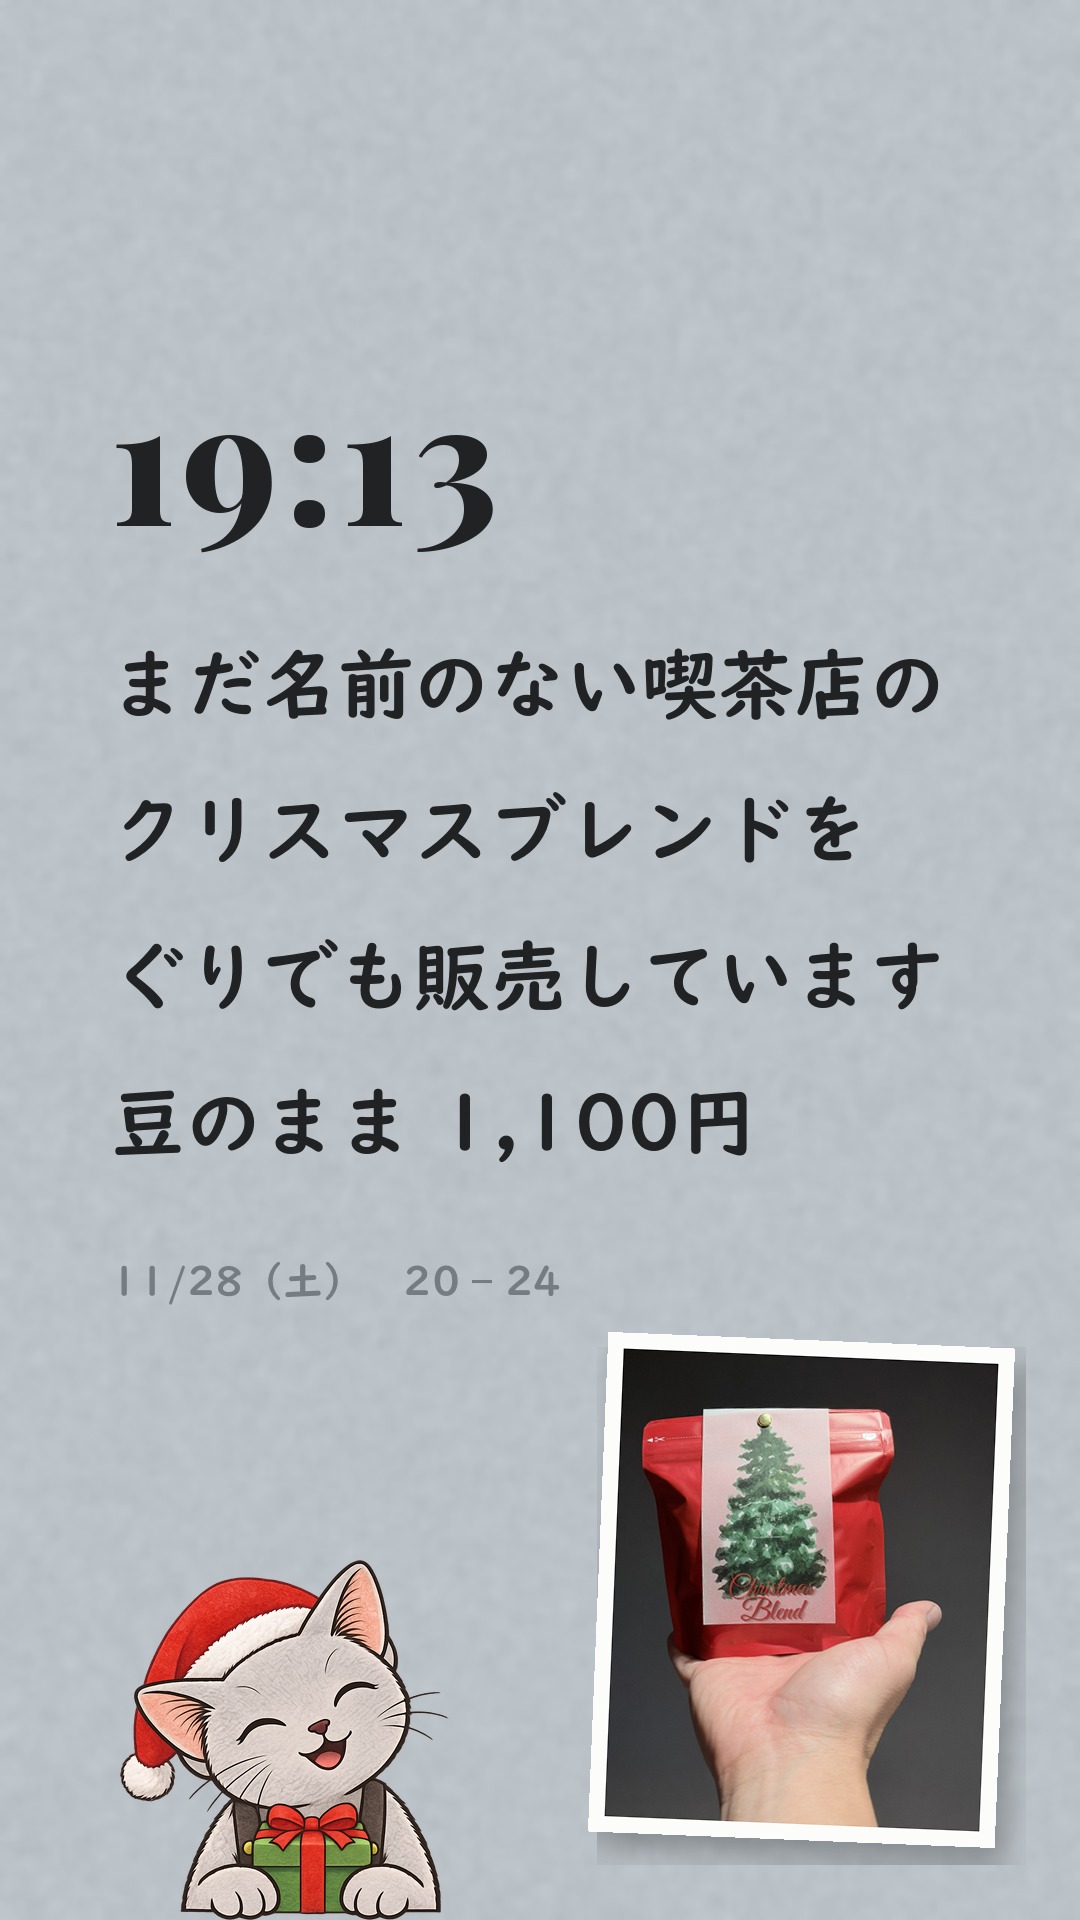 19:13
まだ名前のない喫茶店の
クリスマスブレンドを
ぐりでも販売しています
豆のまま 1,100円
11/28（土） 20 – 24
Christmas
Blend